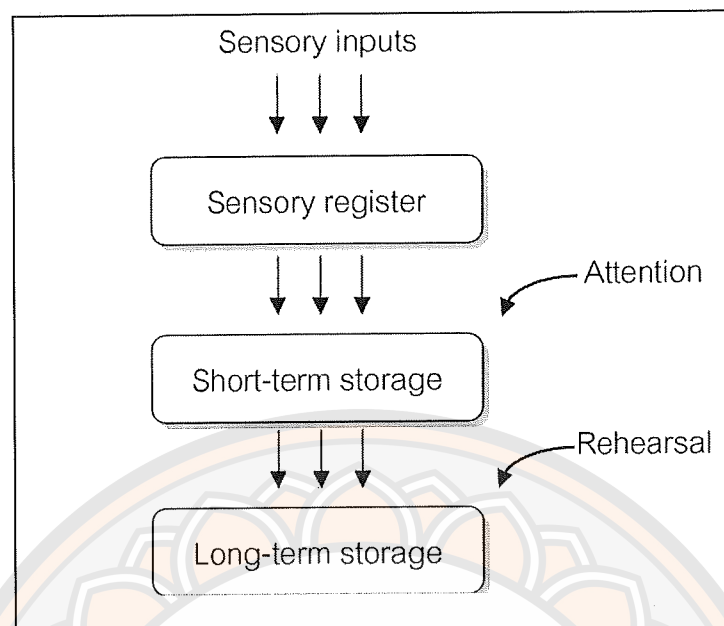 Sensory inputs
Sensory register
Attention
Short-term storage
Rehearsal
Long-term storage